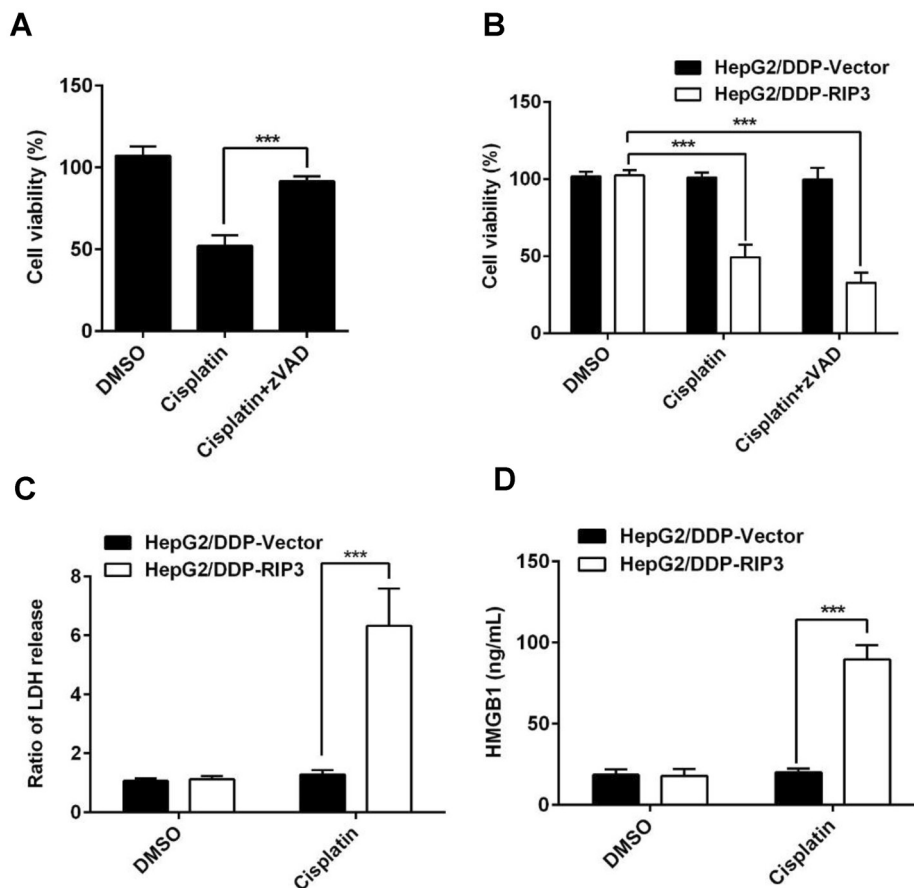 A
Cell viability (%)
150
100
50
0
***
DMSO
Cisplatin
Cisplatin+zVAD
B
HepG2/DDP-Vector
HepG2/DDP-RIP3
Cell viability (%)
150
100
50
0
***
***
DMSO
Cisplatin
Cisplatin+zVAD
C
HepG2/DDP-Vector
HepG2/DDP-RIP3
Ratio of LDH release
8
6
4
2
0
***
DMSO
Cisplatin
D
HepG2/DDP-Vector
HepG2/DDP-RIP3
HMGB1 (ng/mL)
150
100
50
0
***
DMSO
Cisplatin